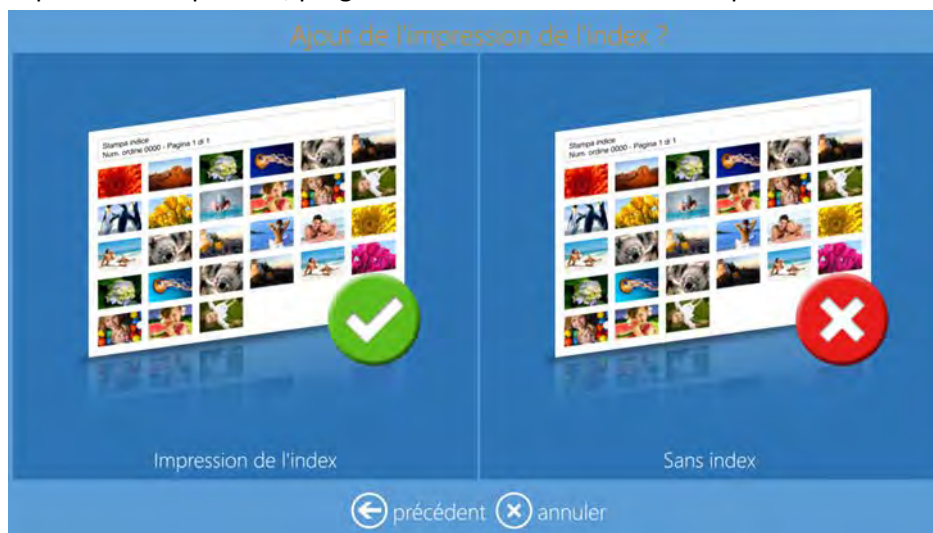 Ajout de l'impression de l'index ?
Stampa indice
Num. ordine 0000 - Pagina 1 di 1
Stampa indice
Num. ordine 0000 - Pagina 1 di 1
Impression de l'index
Sans index
précédent
annuler